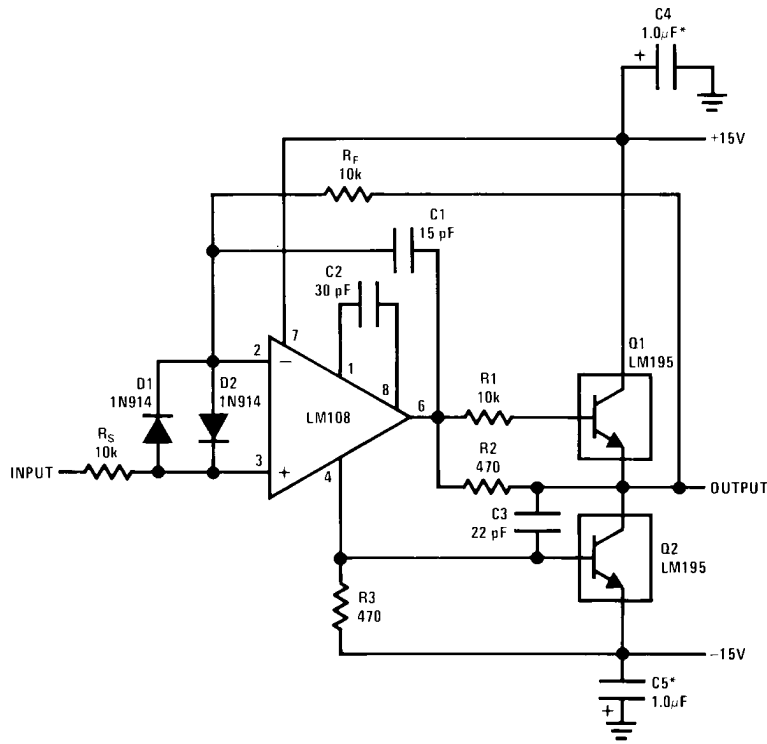 C4
1.0μF*
+
+15V
RF
10k
C1
15 pF
C2
30 pF
7
2
−
1
8
D1
1N914
D2
1N914
LM108
6
R1
10k
Q1
LM195
RS
10k
INPUT
3
+
4
R2
470
OUTPUT
C3
22 pF
Q2
LM195
R3
470
−15V
C5*
1.0μF
+